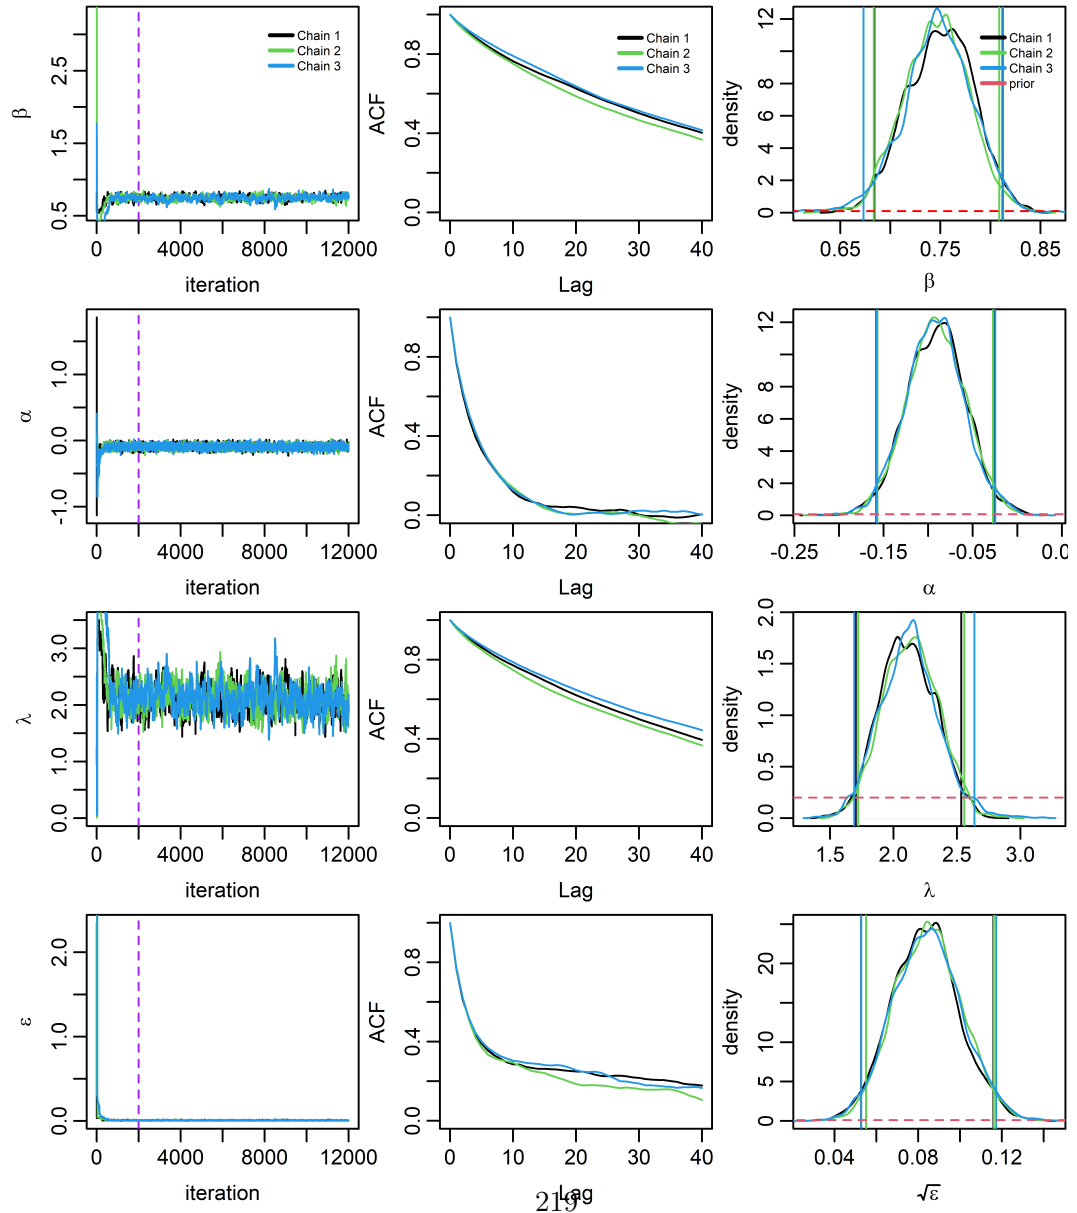 β
0.5 1.5 2.5
0 4000 8000 12000
iteration
Chain 1
Chain 2
Chain 3
ACF
0.0 0.4 0.8
0 10 20 30 40
Lag
Chain 1
Chain 2
Chain 3
density
0 2 4 6 8 12
0.65 0.75 0.85
β
Chain 1
Chain 2
Chain 3
prior
α
-1.0 0.0 1.0
0 4000 8000 12000
iteration
ACF
0.0 0.4 0.8
0 10 20 30 40
Lag
density
0 2 4 6 8 12
-0.25 -0.15 -0.05 0.0
α
λ
0.0 1.0 2.0 3.0
0 4000 8000 12000
iteration
ACF
0.0 0.4 0.8
0 10 20 30 40
Lag
density
0.0 0.5 1.0 1.5 2.0
1.5 2.0 2.5 3.0
λ
ε
0.0 1.0 2.0
0 4000 8000 12000
iteration
ACF
0.0 0.4 0.8
0 10 20 30 40
Lag
density
0 5 10 20
0.04 0.08 0.12
√ε
219